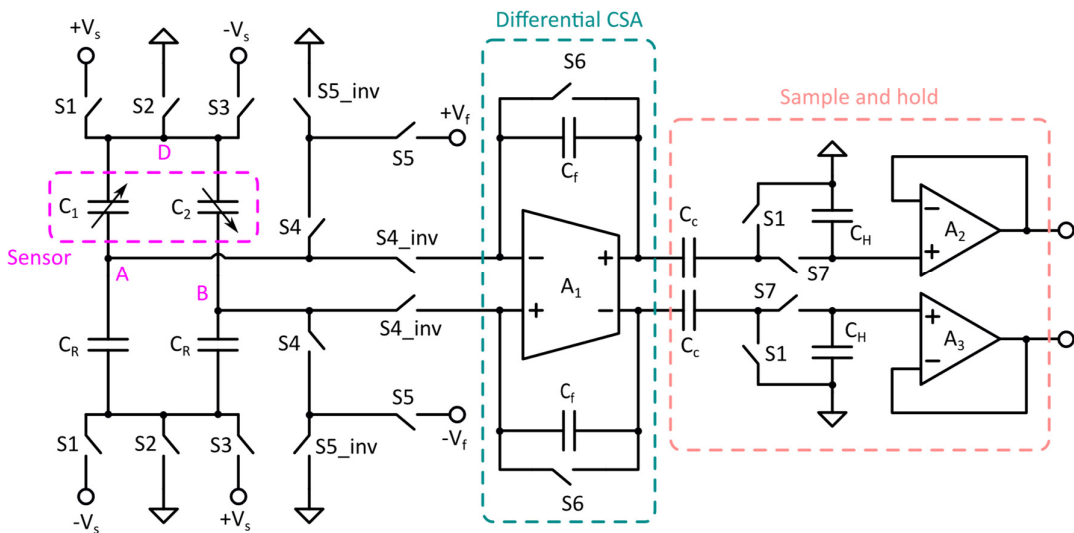 Differential CSA
+Vs
-Vs
S6
S1
S2
S3
S5_inv
+Vf
Sample and hold
S5
Cf
D
C1
C2
S4
Cc
S1
CH
A2
Sensor
S4_inv
S7
A
A1
B
S4_inv
S7
CR
CR
S4
Cc
S1
CH
A3
Cf
S5
S1
S2
S3
S5_inv
-Vf
S6
-Vs
+Vs
-
+
+
-
-
+
+
-